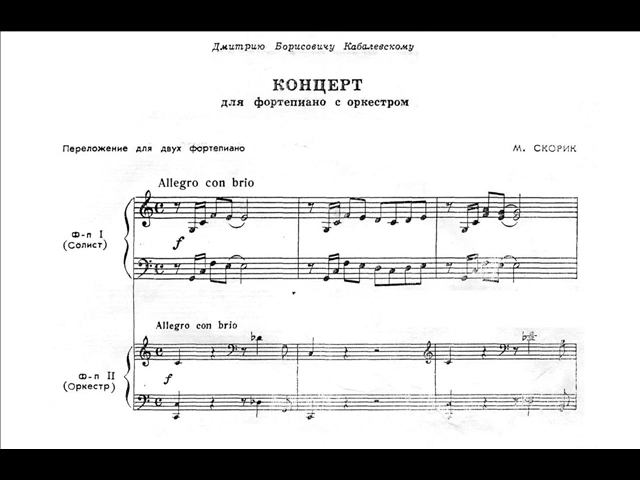 Дмитрию Борисовичу Кабалевскому
КОНЦЕРТ
для фортепиано с оркестром
Переложение для двух фортепиано
М. СКОРИК
Allegro con brio
Ф-п I
(Солист)
f
Allegro con brio
Ф-п II
(Оркестр)
f